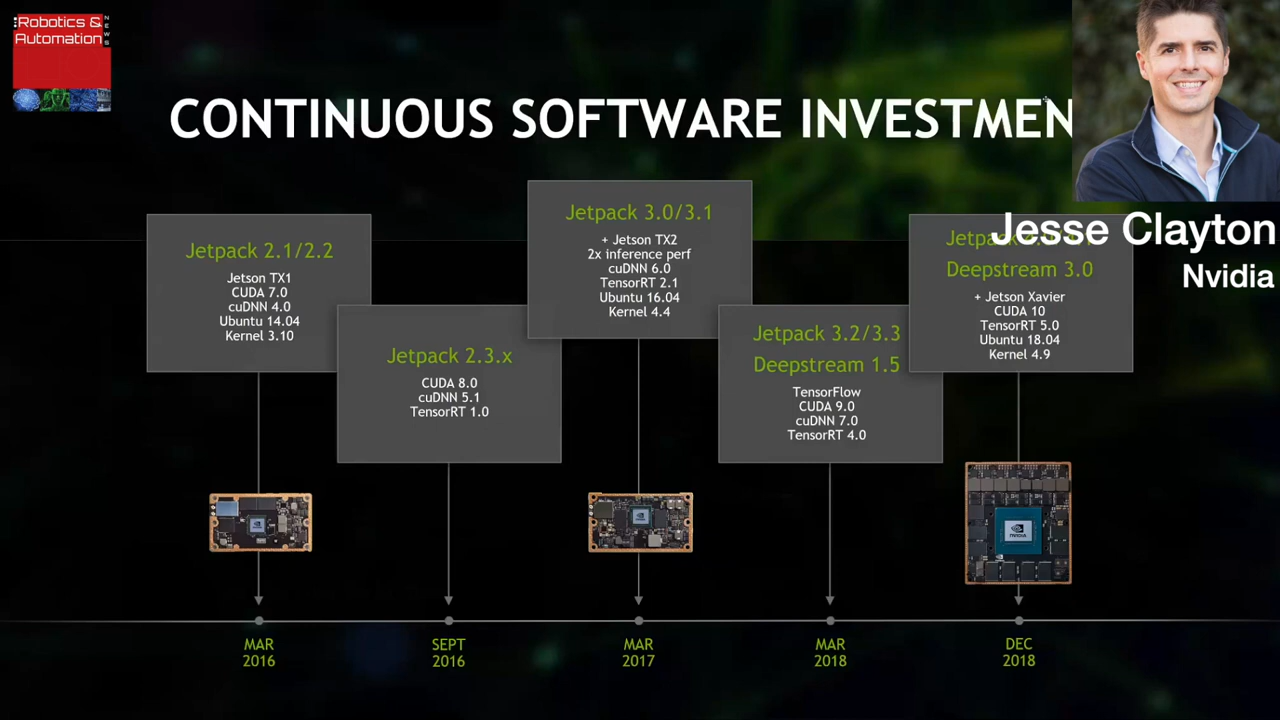 Robotics &
Automation
NEWS
CONTINUOUS SOFTWARE INVESTMEN
Jesse Clayton
Nvidia
Jetpack 2.1/2.2
Jetson TX1
CUDA 7.0
cuDNN 4.0
Ubuntu 14.04
Kernel 3.10
Jetpack 2.3.x
CUDA 8.0
cuDNN 5.1
TensorRT 1.0
Jetpack 3.0/3.1
+ Jetson TX2
2x inference perf
cuDNN 6.0
TensorRT 2.1
Ubuntu 16.04
Kernel 4.4
Jetpack 3.2/3.3
Deepstream 1.5
TensorFlow
CUDA 9.0
cuDNN 7.0
TensorRT 4.0
Deepstream 3.0
+ Jetson Xavier
CUDA 10
TensorRT 5.0
Ubuntu 18.04
Kernel 4.9
NVIDIA
MAR
2016
SEPT
2016
MAR
2017
MAR
2018
DEC
2018